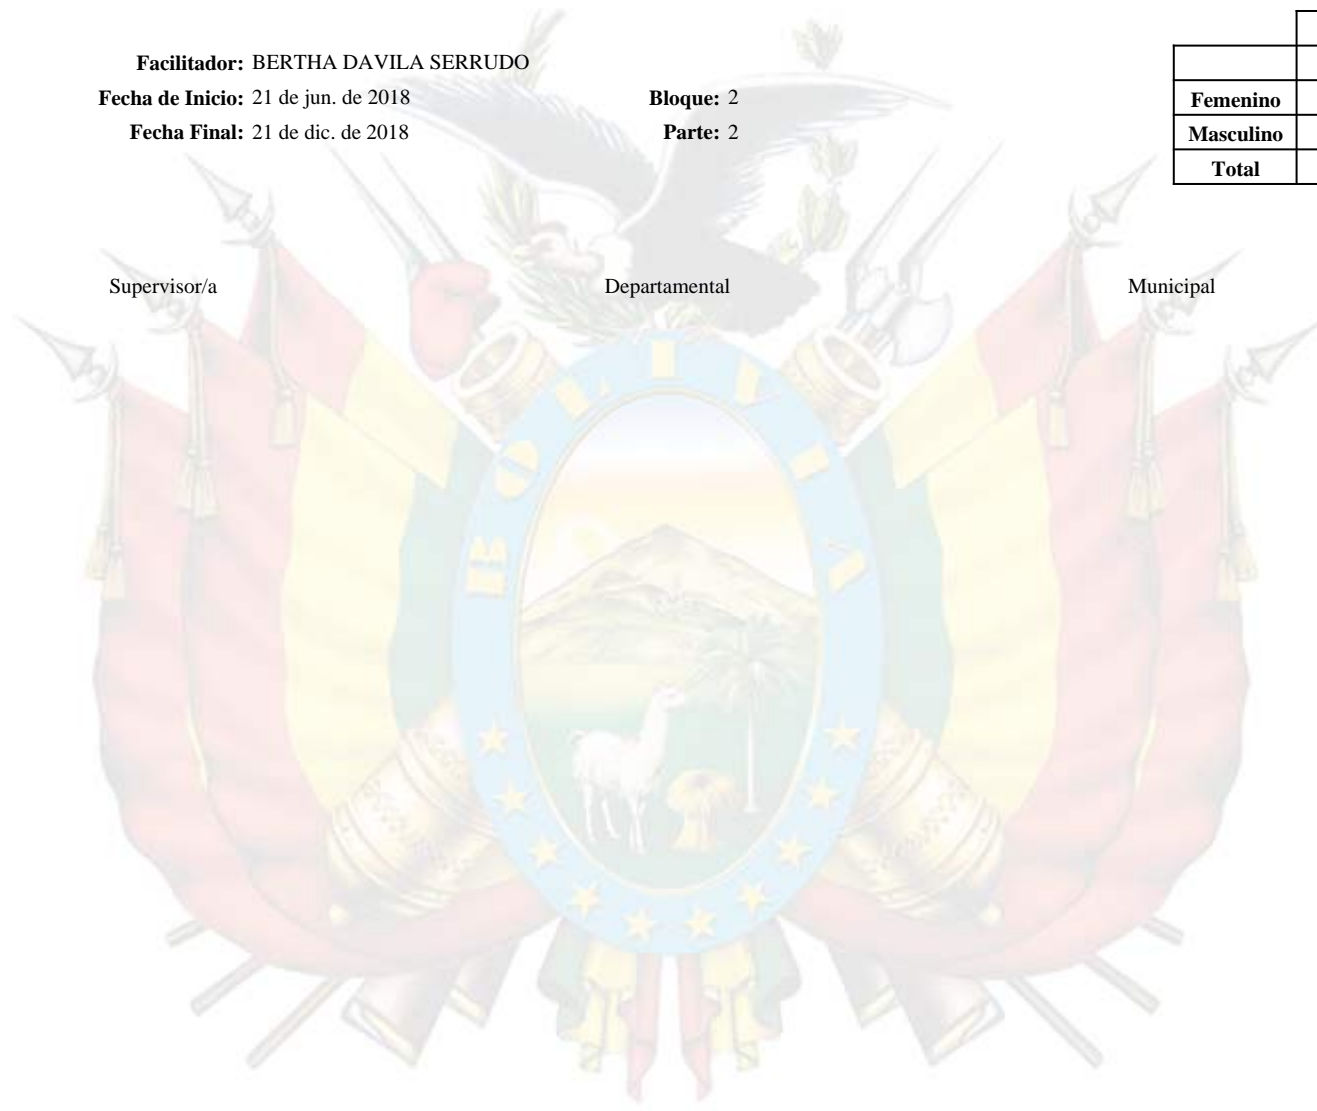 Facilitador: BERTHA DAVILA SERRUDO
Fecha de Inicio: 21 de jun. de 2018 Bloque: 2
Fecha Final: 21 de dic. de 2018 Parte: 2
Femenino
Masculino
Total
Supervisor/a Departamental Municipal
BOLIVIA